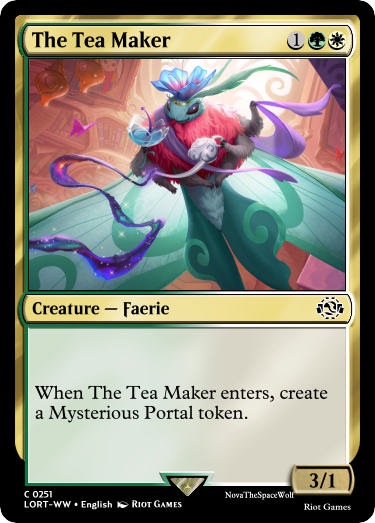 The Tea Maker 1
Creature — Faerie
When The Tea Maker enters, create
a Mysterious Portal token.
3/1
C 0251
LORT-WW • English RIOT GAMES
NovaTheSpaceWolf
Riot Games